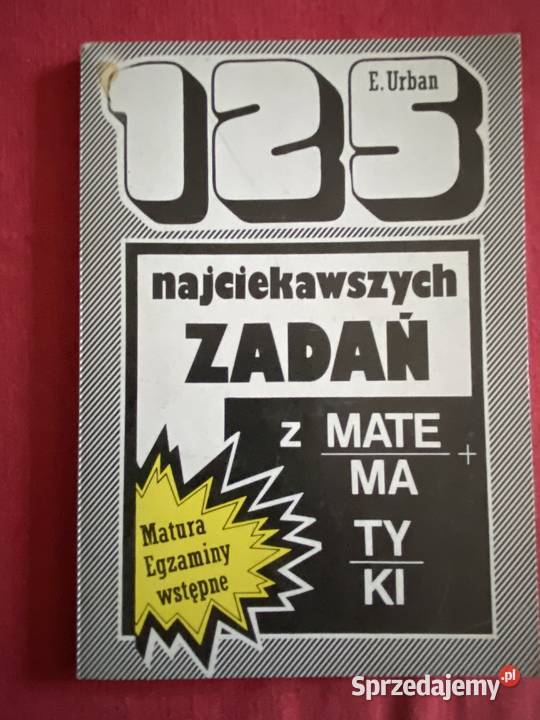 125
E. Urban
najciekawszych
ZADAŃ
z MATE
MA
+
TY
KI
Matura
Egzaminy
wstępne
Sprzedajemy.pl